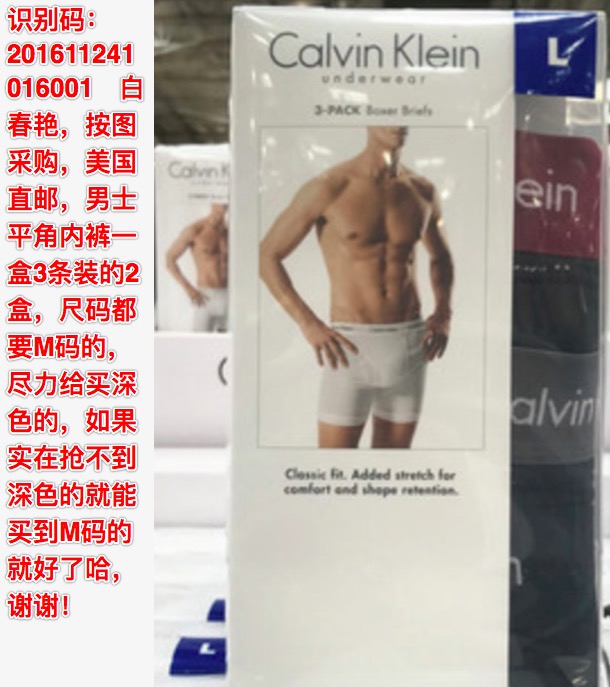 识别码：
201611241
016001　白
春艳，按图
采购，美国
直邮，男士
平角内裤一
盒3条装的2
盒，尺码都
要M码的，
尽力给买深
色的，如果
实在抢不到
深色的就能
买到M码的
就好了哈，
谢谢！
Calvin Klein
underwear
3-PACK Boxer Briefs
Classic fit. Added stretch for
comfort and shape retention.
L
ein
alvin
n
Calvin K
L